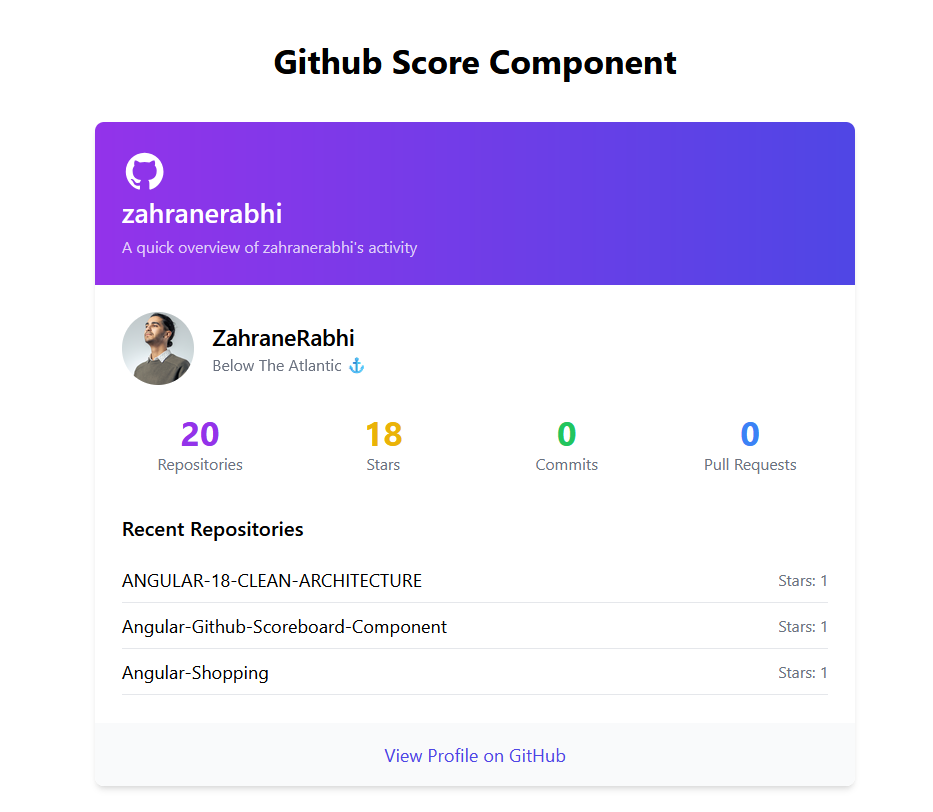 Github Score Component
zahranerabhi
A quick overview of zahranerabhi's activity
ZahraneRabhi
Below The Atlantic ⚓
20
Repositories
18
Stars
0
Commits
0
Pull Requests
Recent Repositories
ANGULAR-18-CLEAN-ARCHITECTURE Stars: 1
Angular-Github-Scoreboard-Component Stars: 1
Angular-Shopping Stars: 1
View Profile on GitHub